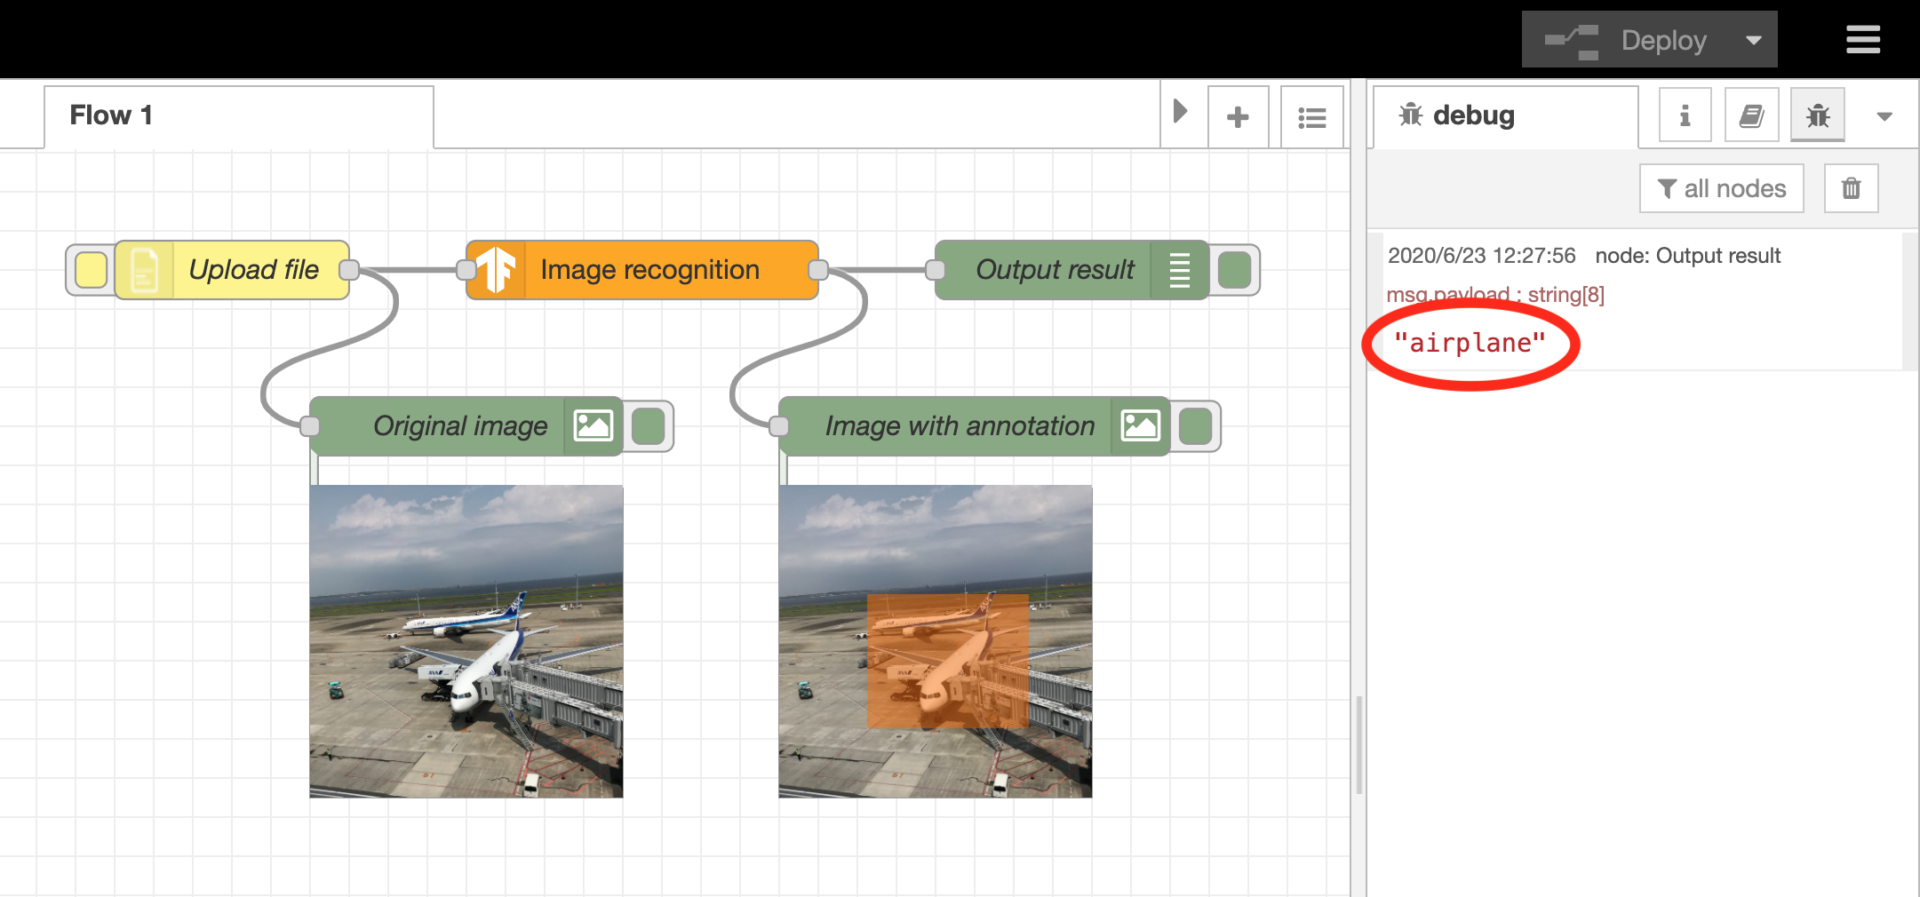 Deploy
Flow 1
debug
all nodes
Upload file
Image recognition
Output result
Original image
Image with annotation
2020/6/23 12:27:56 node: Output result
msg.payload : string[8]
"airplane"